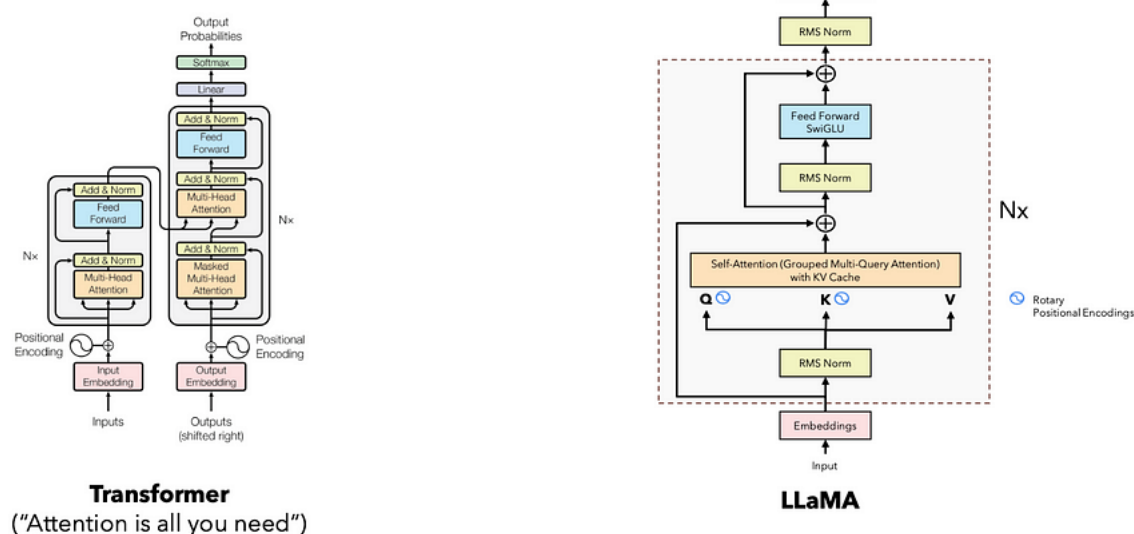 Output
Probabilities
Softmax
Linear
Add & Norm
Feed
Forward
Add & Norm
Multi-Head
Attention
Nx
Add & Norm
Masked
Multi-Head
Attention
Positional
Encoding
Output
Embedding
Outputs
(shifted right)
Add & Norm
Feed
Forward
Nx
Add & Norm
Multi-Head
Attention
Positional
Encoding
Input
Embedding
Inputs
Transformer
("Attention is all you need")
RMS Norm
Feed Forward
SwiGLU
RMS Norm
Nx
Self-Attention (Grouped Multi-Query Attention)
with KV Cache
Q K V
Rotary
Positional Encodings
RMS Norm
Embeddings
Input
LLaMA